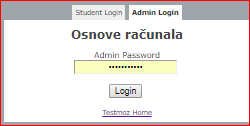 Student Login Admin Login
Osnove računala
Admin Password
•••••••••••
Login
Testmoz Home